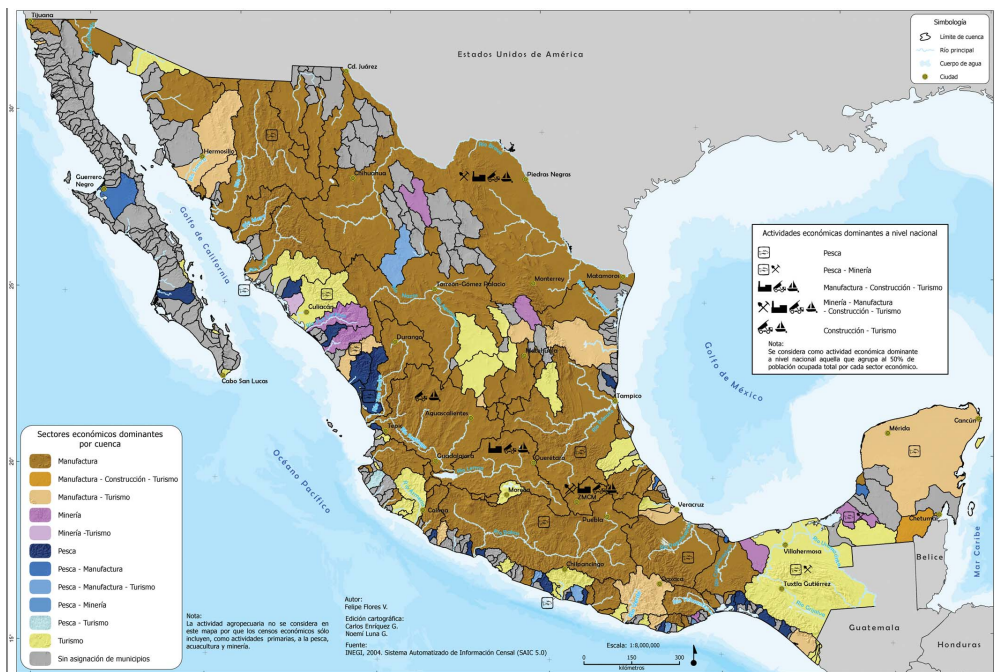 Tijuana
Estados Unidos de América
Simbología
Límite de cuenca
Río principal
Cuerpo de agua
Ciudad
Cd. Juárez
30°
Hermosillo
Chihuahua
Piedras Negras
Guerrero
Negro
Golfo de California
Actividades económicas dominantes a nivel nacional
Pesca
Pesca - Minería
Manufactura - Construcción - Turismo
Minería - Manufactura
- Construcción - Turismo
Construcción - Turismo
Nota:
Se considera como actividad económica dominante
a nivel nacional aquella que agrupa al 50% de
población ocupada total por cada sector económico.
25°
Torreón-Gómez Palacio
Monterrey
Matamoros
Culiacán
Durango
Matehuala
Golfo de México
Cabo San Lucas
Tampico
Aguascalientes
Tepic
Guadalajara
Querétaro
Mérida
Cancún
20°
Océano Pacífico
Morelia
ZMCM
Colima
Puebla
Veracruz
Chetumal
Mar Caribe
Belice
Villahermosa
Chilpancingo
Oaxaca
Tuxtla Gutiérrez
Guatemala
Honduras
15°
Sectores económicos dominantes
por cuenca
Manufactura
Manufactura - Construcción - Turismo
Manufactura - Turismo
Minería
Minería -Turismo
Pesca
Pesca - Manufactura
Pesca - Manufactura - Turismo
Pesca - Minería
Pesca - Turismo
Turismo
Sin asignación de municipios
Nota:
La actividad agropecuaria no se considera en
este mapa por que los censos económicos sólo
incluyen, como actividades primarias, a la pesca,
acuacultura y minería.
Autor:
Felipe Flores V.
Edición cartográfica:
Carlos Enríquez G.
Noemí Luna G.
Fuente:
INEGI, 2004. Sistema Automatizado de Información Censal (SAIC 5.0)
Escala: 1:8,000,000
0 150 300
kilómetros